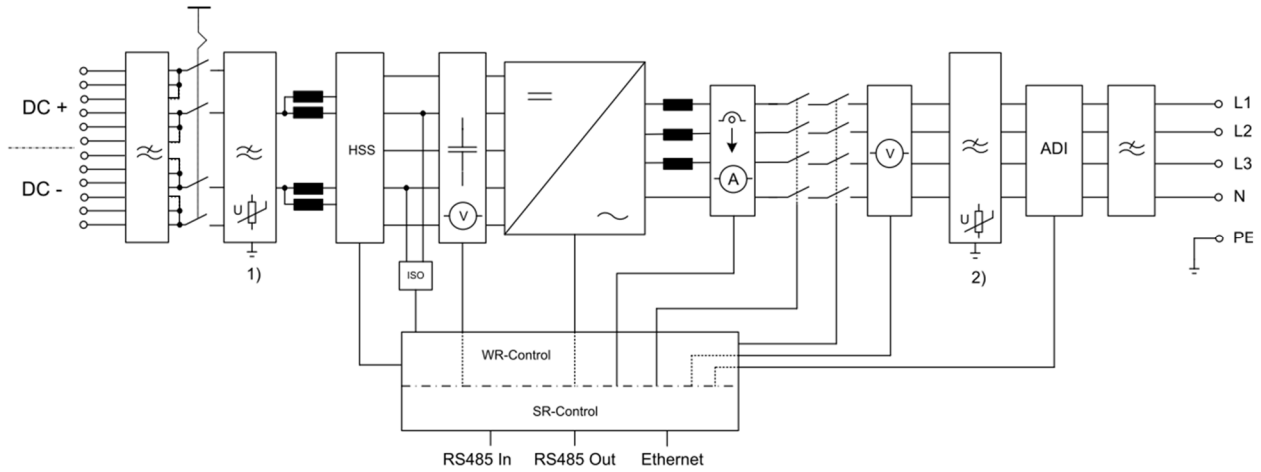 DC +
DC -
U
1)
HSS
ISO
V
A
V
U
2)
ADI
L1
L2
L3
N
PE
WR-Control
SR-Control
RS485 In
RS485 Out
Ethernet